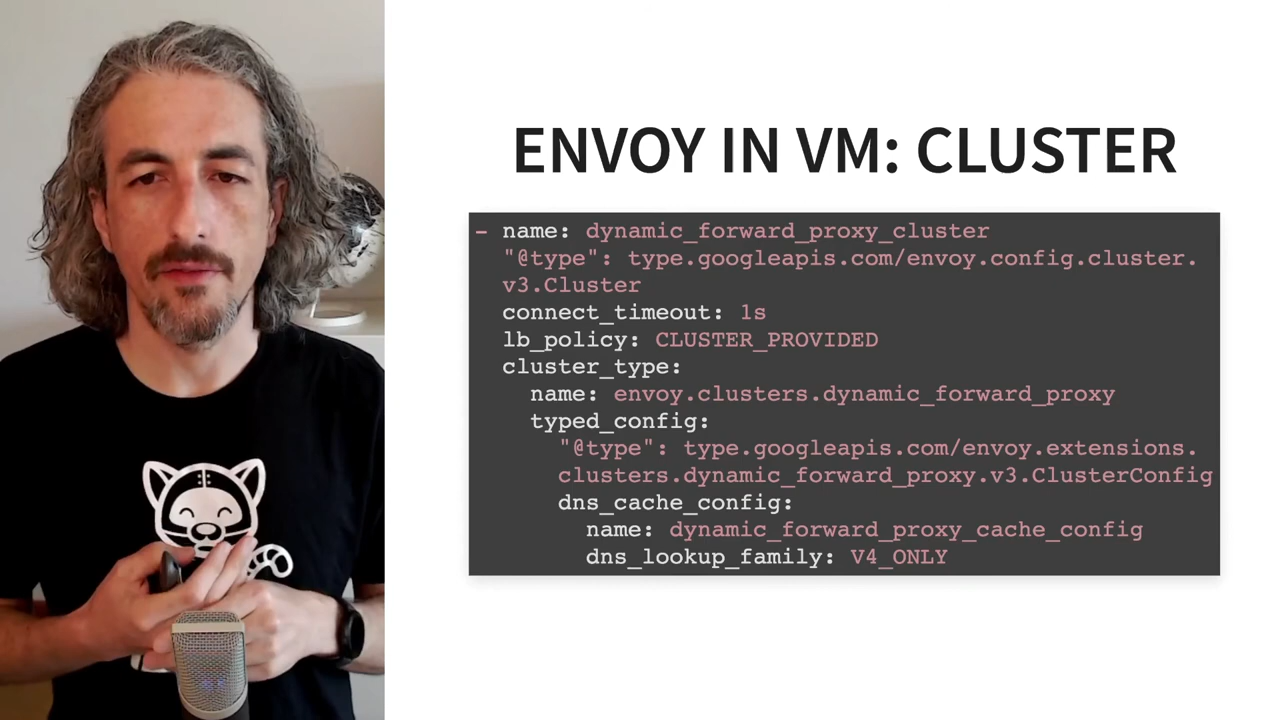 ENVOY IN VM: CLUSTER
- name: dynamic_forward_proxy_cluster
"@type": type.googleapis.com/envoy.config.cluster.
v3.Cluster
connect_timeout: 1s
lb_policy: CLUSTER_PROVIDED
cluster_type:
name: envoy.clusters.dynamic_forward_proxy
typed_config:
"@type": type.googleapis.com/envoy.extensions.
clusters.dynamic_forward_proxy.v3.ClusterConfig
dns_cache_config:
name: dynamic_forward_proxy_cache_config
dns_lookup_family: V4_ONLY